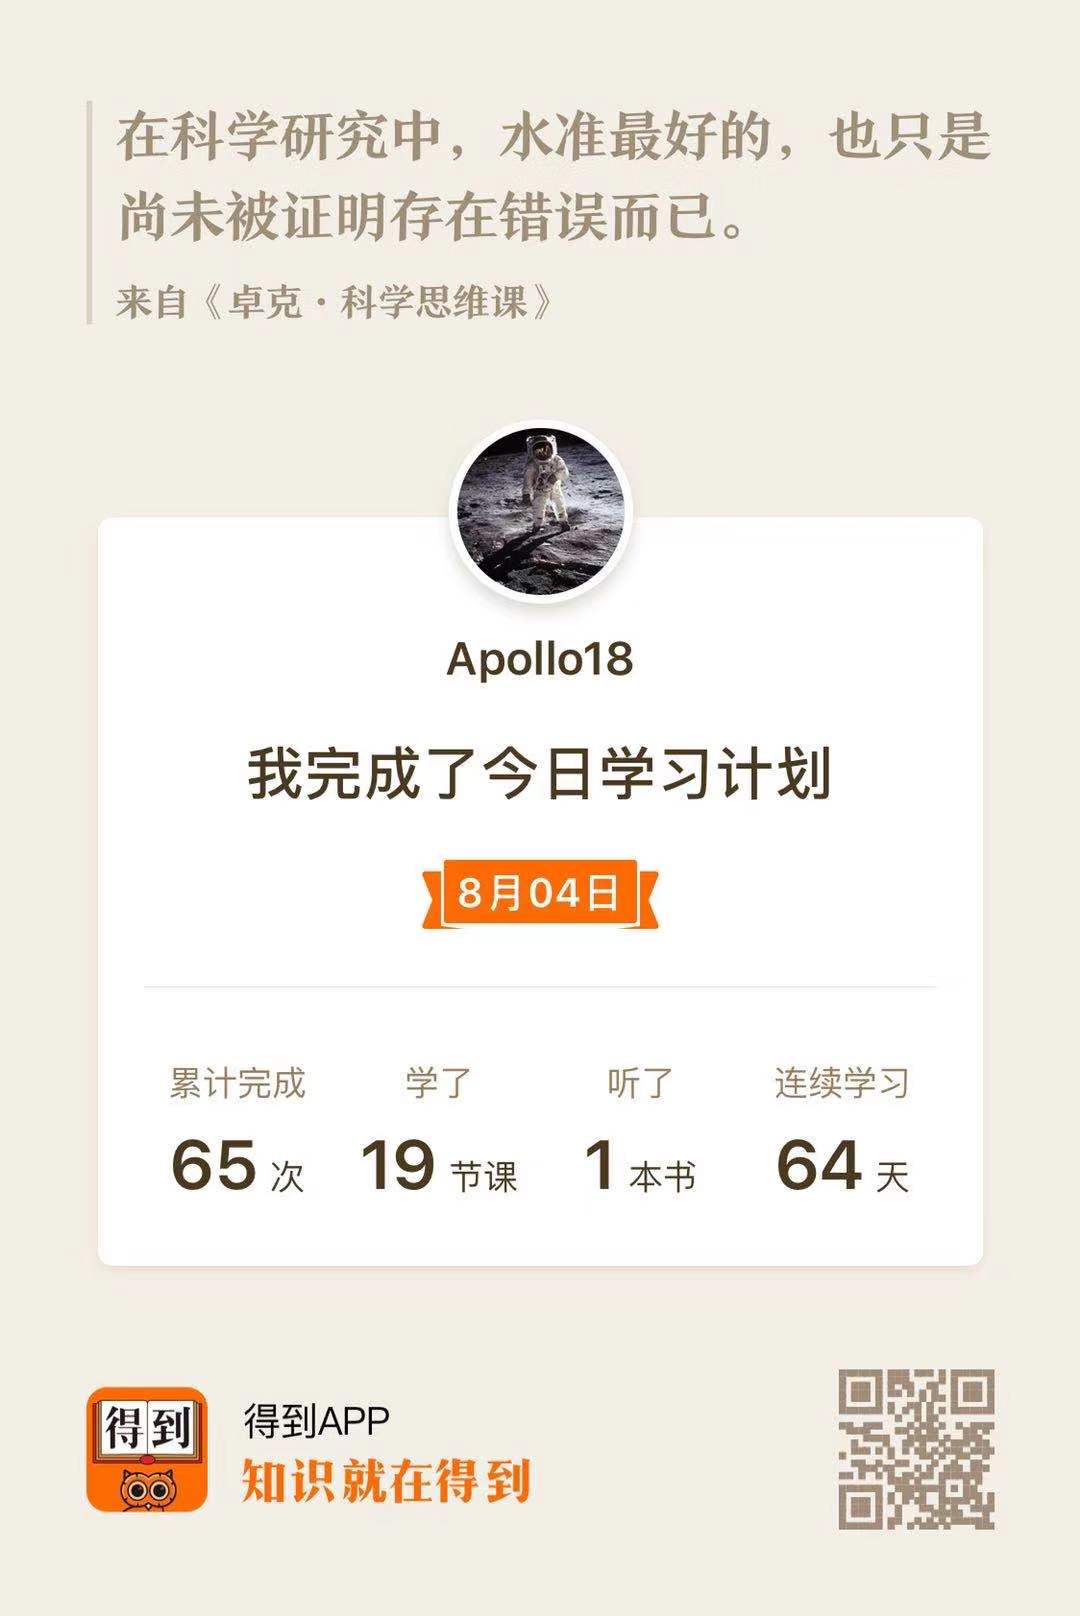 在科学研究中，水准最好的，也只是
尚未被证明存在错误而已。
来自《卓克·科学思维课》
Apollo18
我完成了今日学习计划
8月04日
累计完成 学了 听了 连续学习
65 次 19 节课 1 本书 64 天
得到
得到APP
知识就在得到